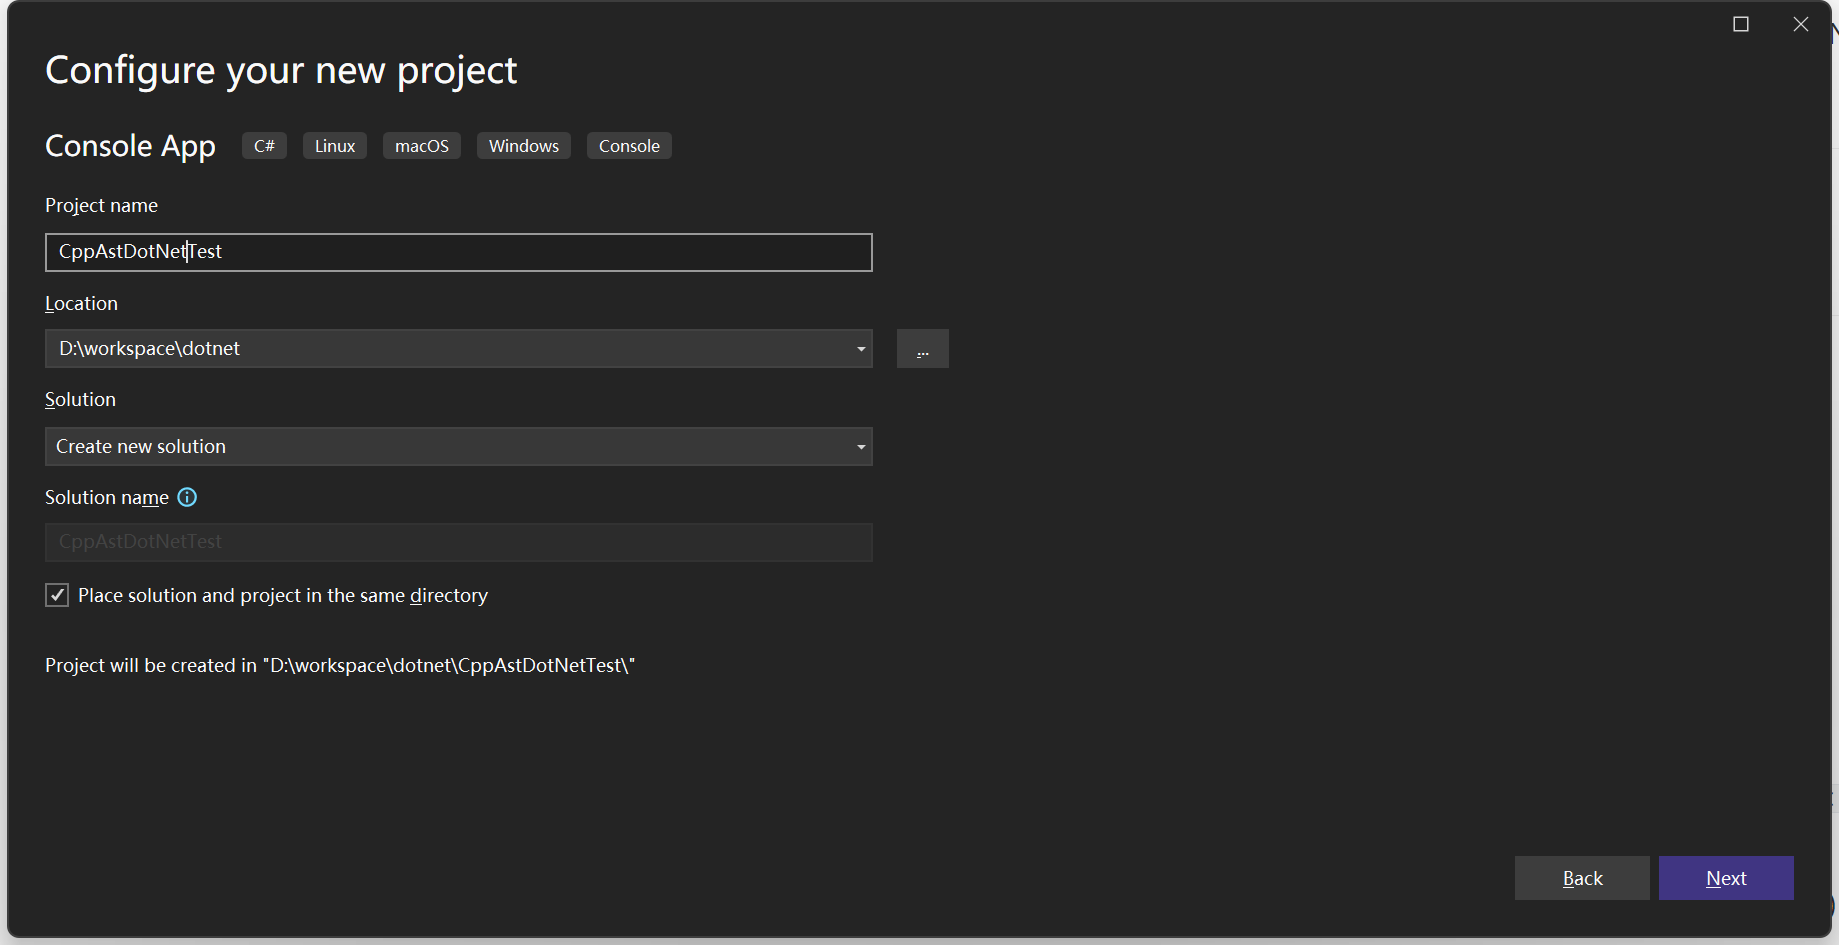 Configure your new project
Console App C# Linux macOS Windows Console
Project name
CppAstDotNetTest
Location
D:\workspace\dotnet
...
Solution
Create new solution
Solution name
CppAstDotNetTest
Place solution and project in the same directory
Project will be created in "D:\workspace\dotnet\CppAstDotNetTest\"
Back Next